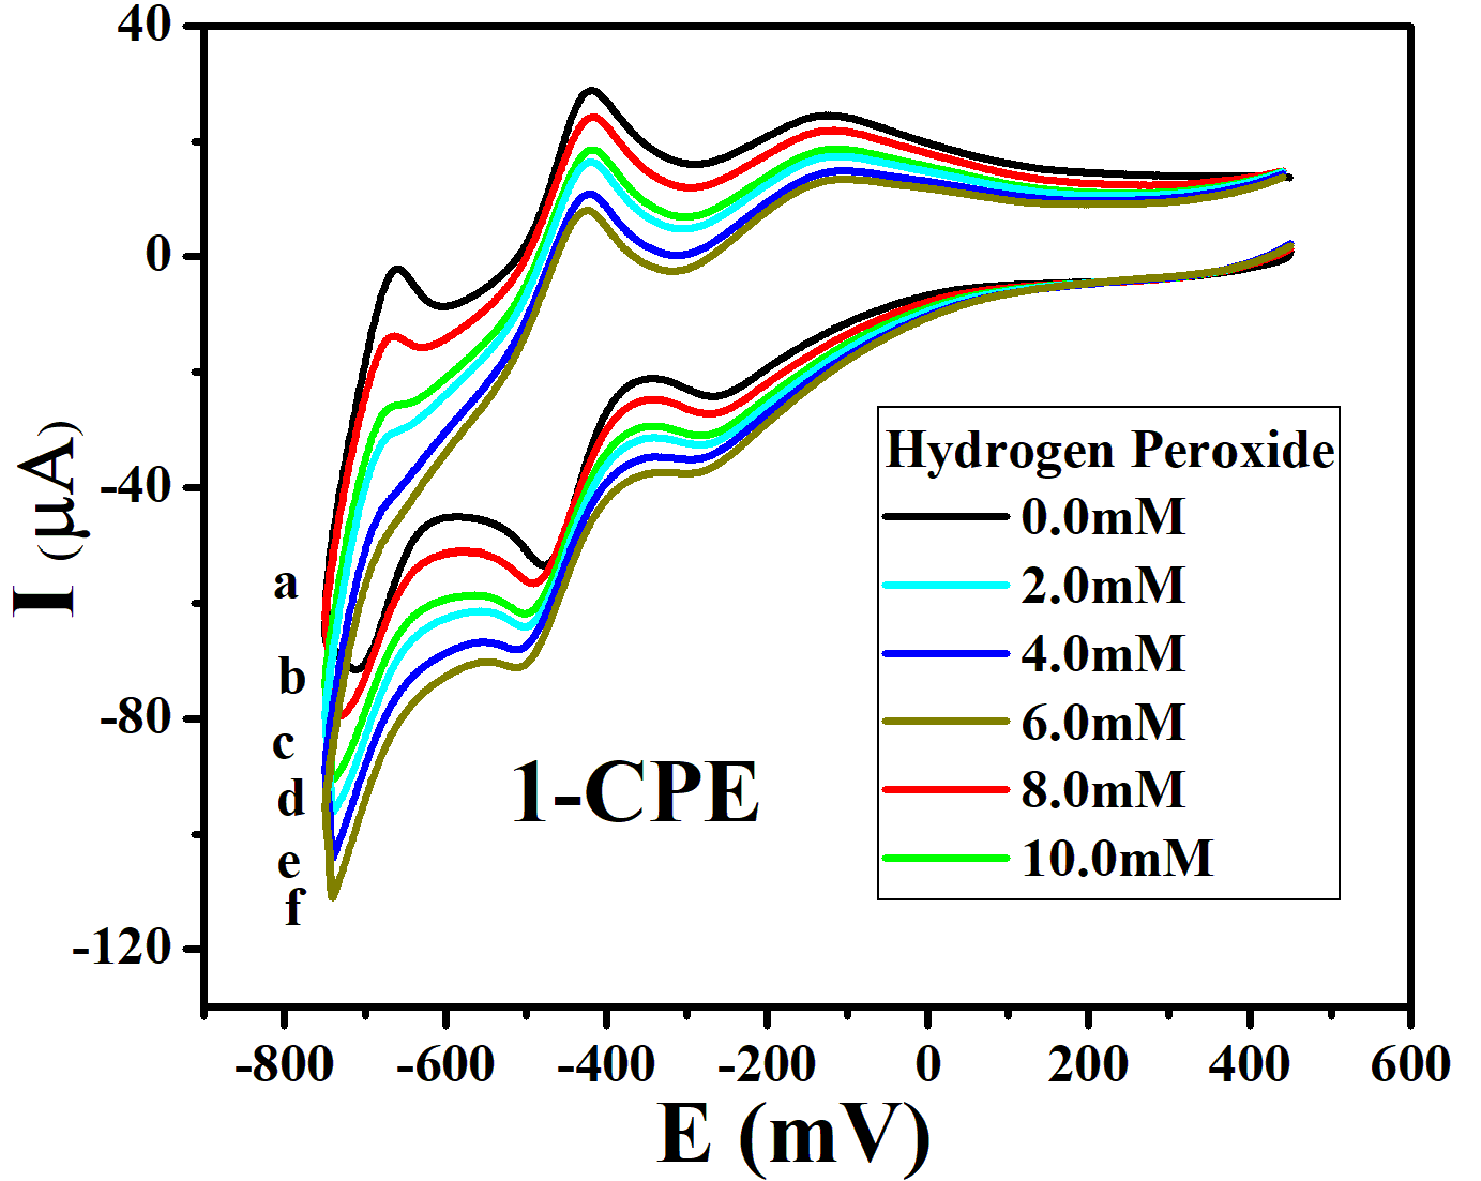 40
0
-40
-80
-120
I (μA)
a
b
c
d
e
f
1-CPE
Hydrogen Peroxide
0.0mM
2.0mM
4.0mM
6.0mM
8.0mM
10.0mM
-800 -600 -400 -200 0 200 400 600
E (mV)